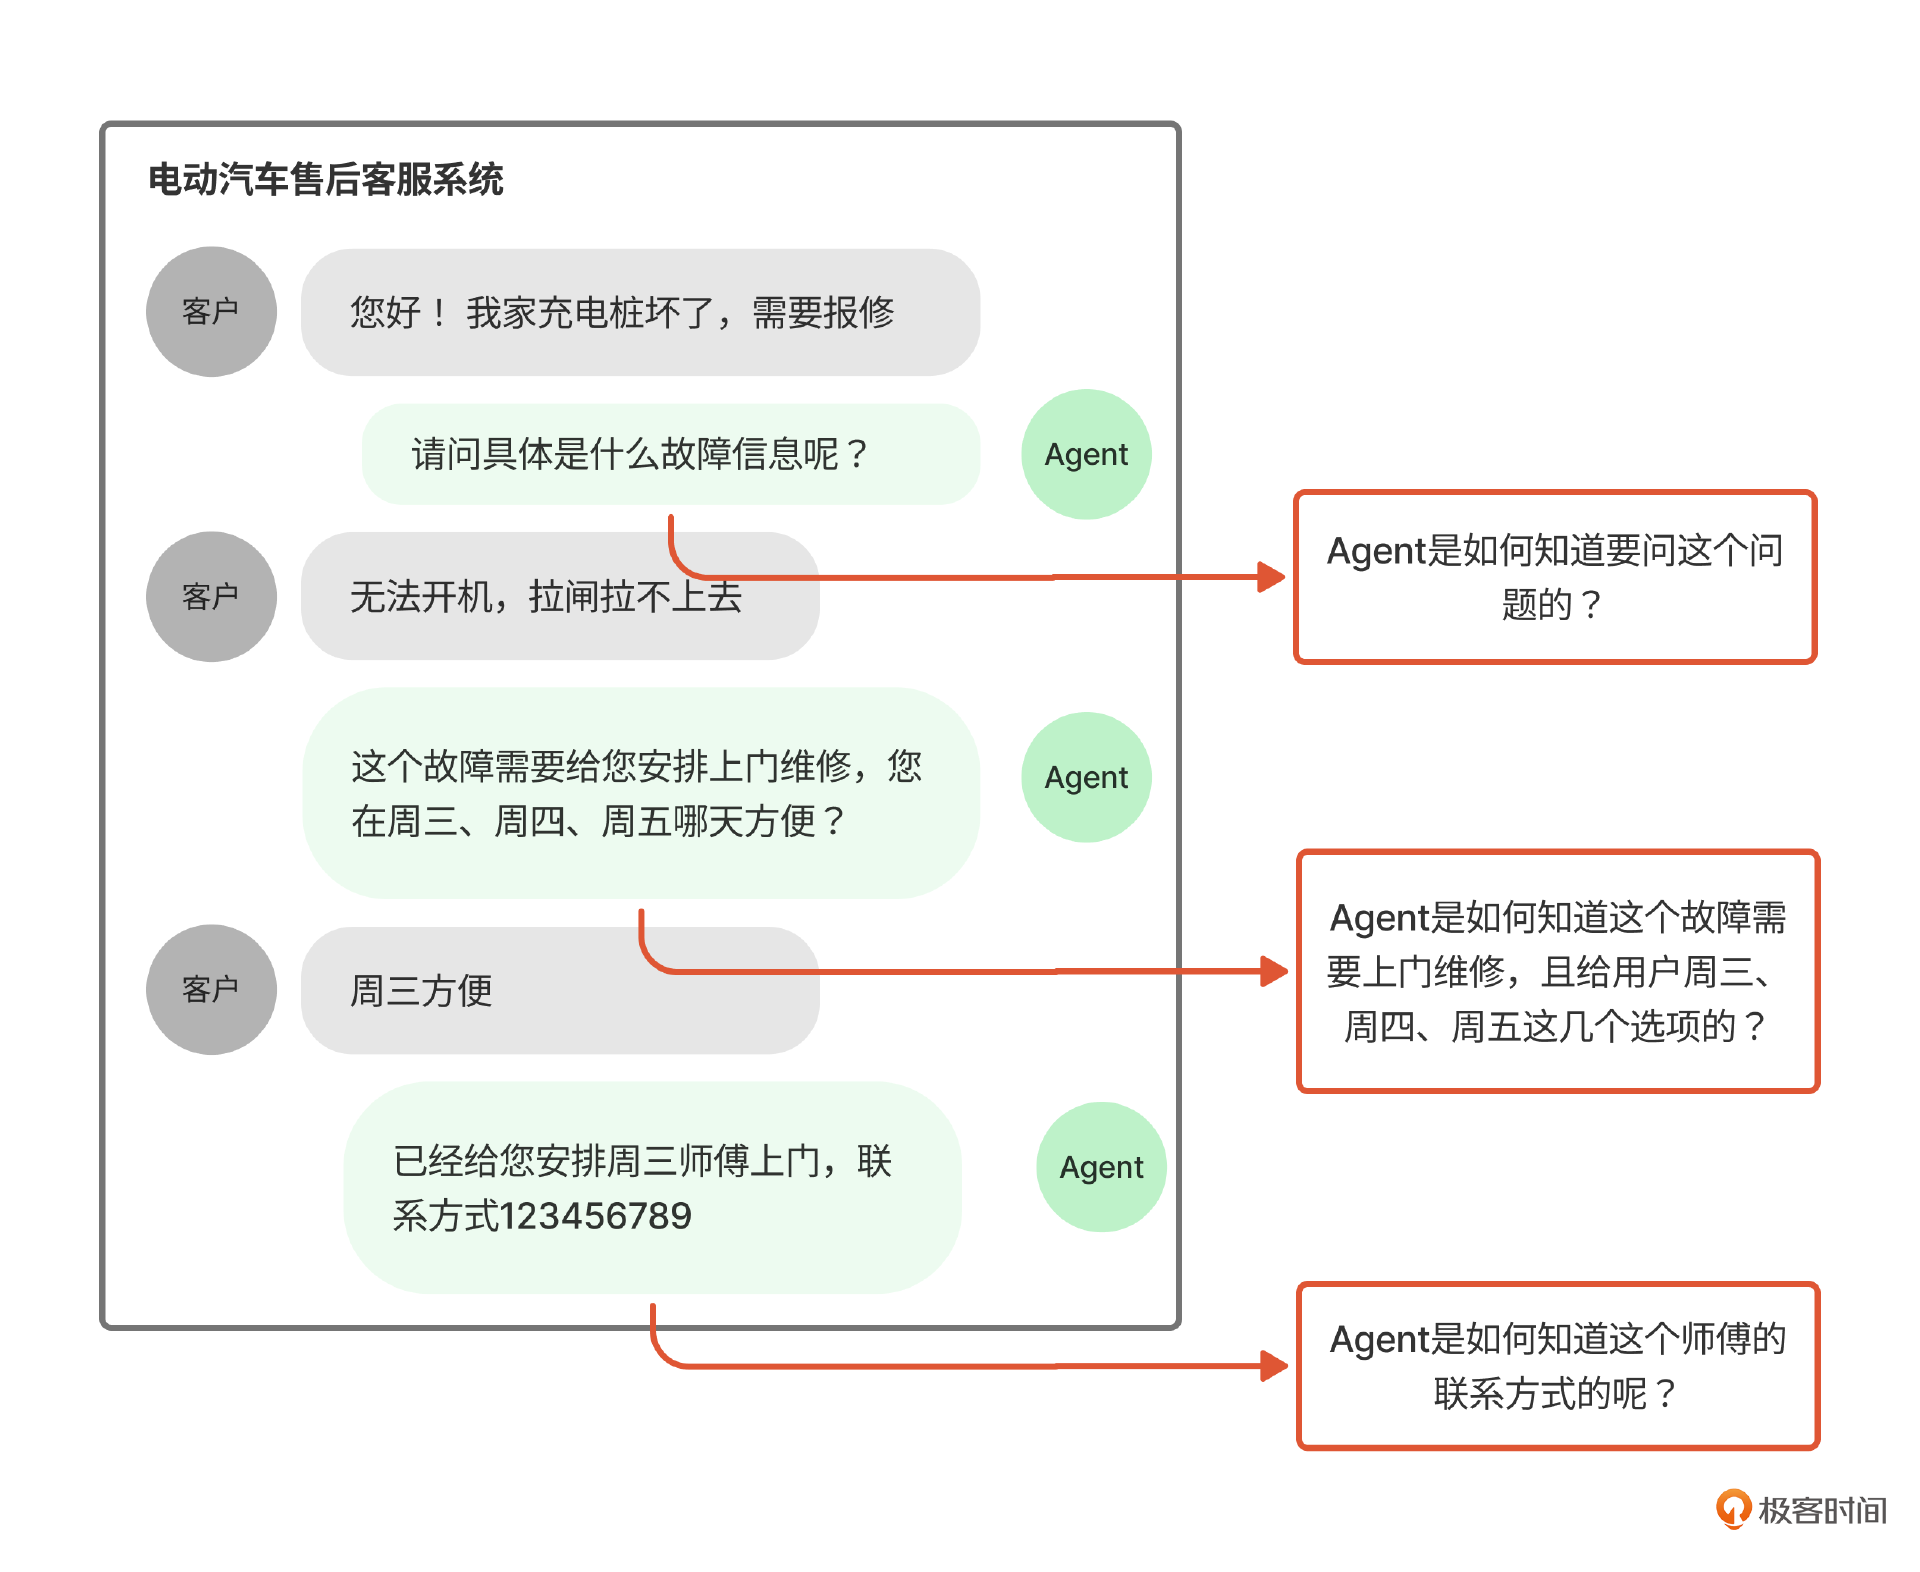 电动汽车售后客服系统
客户
您好！我家充电桩坏了，需要报修
请问具体是什么故障信息呢？
Agent
客户
无法开机，拉闸拉不上去
Agent是如何知道要问这个问
题的？
这个故障需要给您安排上门维修，您
在周三、周四、周五哪天方便？
Agent
客户
周三方便
Agent是如何知道这个故障需
要上门维修，且给用户周三、
周四、周五这几个选项的？
已经给您安排周三师傅上门，联
系方式123456789
Agent
Agent是如何知道这个师傅的
联系方式的呢？
极客时间